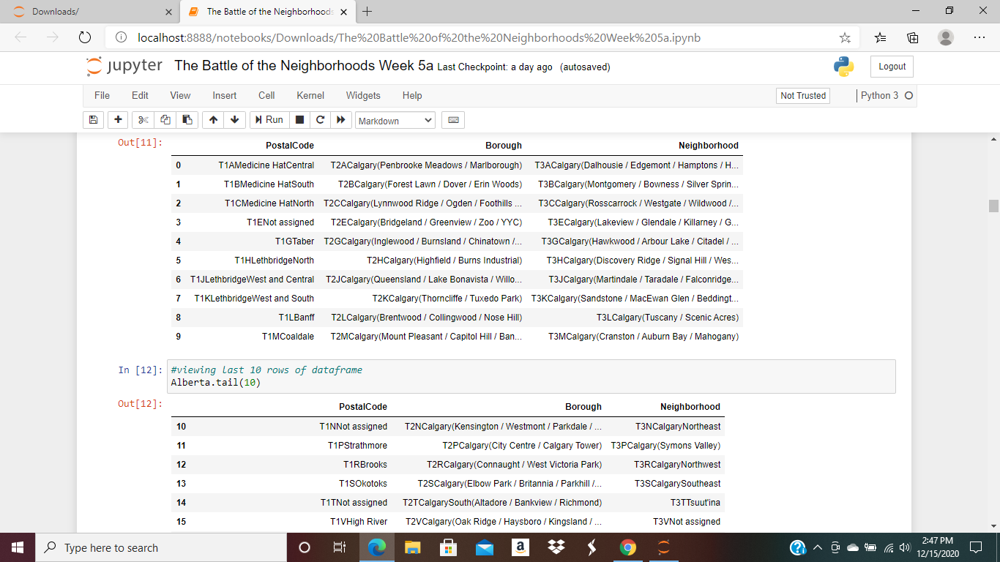 Downloads/
The Battle of the Neighborhoods
localhost:8888/notebooks/Downloads/The%20Battle%20of%20the%20Neighborhoods%20Week%205a.ipynb
jupyter The Battle of the Neighborhoods Week 5a Last Checkpoint: a day ago (autosaved)
Logout
File Edit View Insert Cell Kernel Widgets Help
Not Trusted
Python 3
Run
Markdown
Out[11]:
PostalCode Borough Neighborhood
0 T1AMedicine HatCentral T2ACalgary(Penbrooke Meadows / Marlborough) T3ACalgary(Dalhousie / Edgemont / Hamptons / H...
1 T1BMedicine HatSouth T2BCalgary(Forest Lawn / Dover / Erin Woods) T3BCalgary(Montgomery / Bowness / Silver Sprin...
2 T1CMedicine HatNorth T2CCalgary(Lynnwood Ridge / Ogden / Foothills ... T3CCalgary(Rosscarrock / Westgate / Wildwood /...
3 T1ENot assigned T2ECalgary(Bridgeland / Greenview / Zoo / YYC) T3ECalgary(Lakeview / Glendale / Killarney / G...
4 T1GTaber T2GCalgary(Inglewood / Burnsland / Chinatown /... T3GCalgary(Hawkwood / Arbour Lake / Citadel / ...
5 T1HLethbridgeNorth T2HCalgary(Highfield / Burns Industrial) T3HCalgary(Discovery Ridge / Signal Hill / Wes...
6 T1JLethbridgeWest and Central T2JCalgary(Queensland / Lake Bonavista / Willo... T3JCalgary(Martindale / Taradale / Falconridge...
7 T1KLethbridgeWest and South T2KCalgary(Thorncliffe / Tuxedo Park) T3KCalgary(Sandstone / MacEwan Glen / Beddingt...
8 T1LBanff T2LCalgary(Brentwood / Collingwood / Nose Hill) T3LCalgary(Tuscany / Scenic Acres)
9 T1MCoaldale T2MCalgary(Mount Pleasant / Capitol Hill / Ban... T3MCalgary(Cranston / Auburn Bay / Mahogany)
In [12]: #viewing last 10 rows of dataframe
Alberta.tail(10)
Out[12]:
PostalCode Borough Neighborhood
10 T1NNot assigned T2NCalgary(Kensington / Westmont / Parkdale / ... T3NCalgaryNortheast
11 T1PStrathmore T2PCalgary(City Centre / Calgary Tower) T3PCalgary(Symons Valley)
12 T1RBrooks T2RCalgary(Connaught / West Victoria Park) T3RCalgaryNorthwest
13 T1SOkotoks T2SCalgary(Elbow Park / Britannia / Parkhill /... T3SCalgarySoutheast
14 T1TNot assigned T2TCalgarySouth(Altadore / Bankview / Richmond) T3TTsuut'ina
15 T1VHigh River T2VCalgary(Oak Ridge / Haysboro / Kingsland / ... T3VNot assigned
Type here to search
2:47 PM
12/15/2020